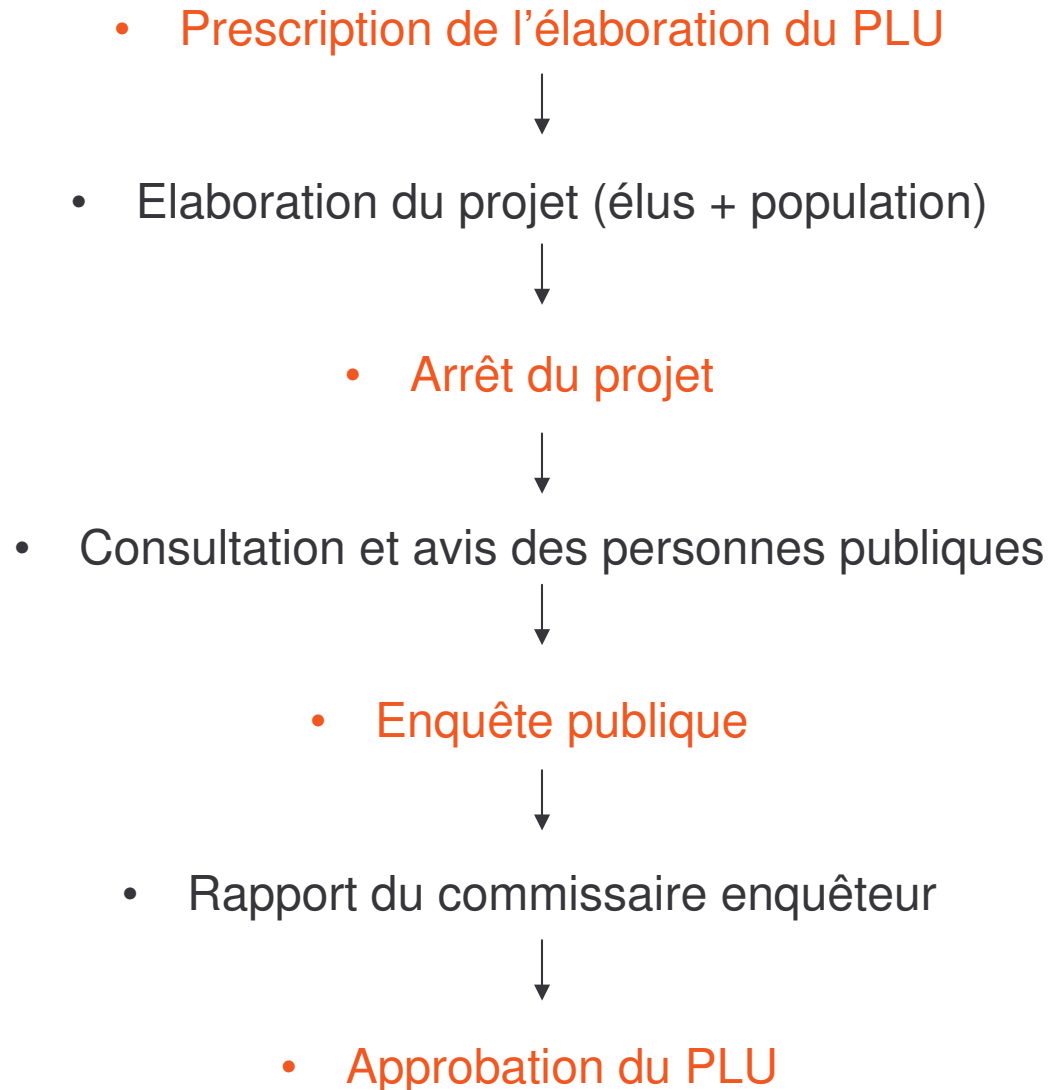 • Prescription de l’élaboration du PLU
• Elaboration du projet (élus + population)
• Arrêt du projet
• Consultation et avis des personnes publiques
• Enquête publique
• Rapport du commissaire enquêteur
• Approbation du PLU